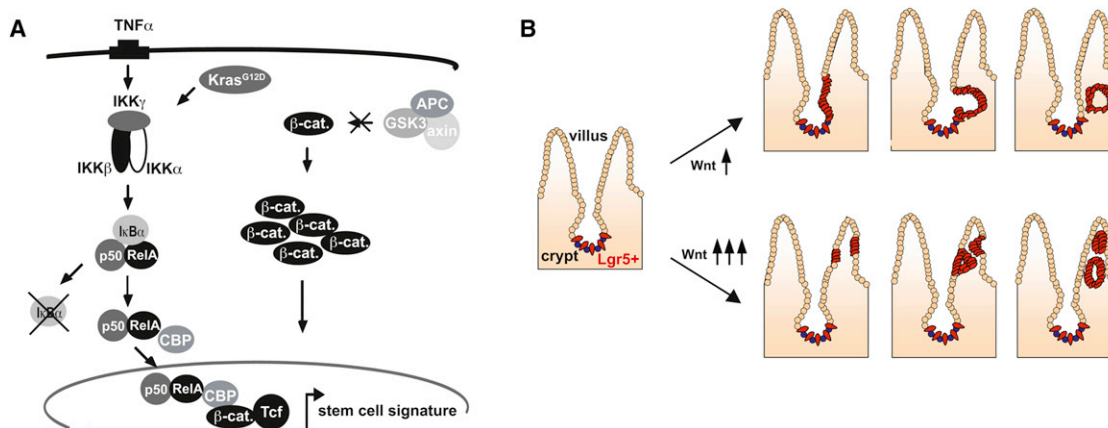 A
TNFα
Kras G12D
IKKγ
IKKβ
IKKα
β-cat.
GSK3
APC
axin
IκBα
p50 RelA
IκBα
p50 RelA
CBP
β-cat.
β-cat.
β-cat.
β-cat.
β-cat.
β-cat.
p50 RelA
CBP
β-cat. Tcf
stem cell signature
B
villus
crypt
Lgr5+
Wnt
Wnt